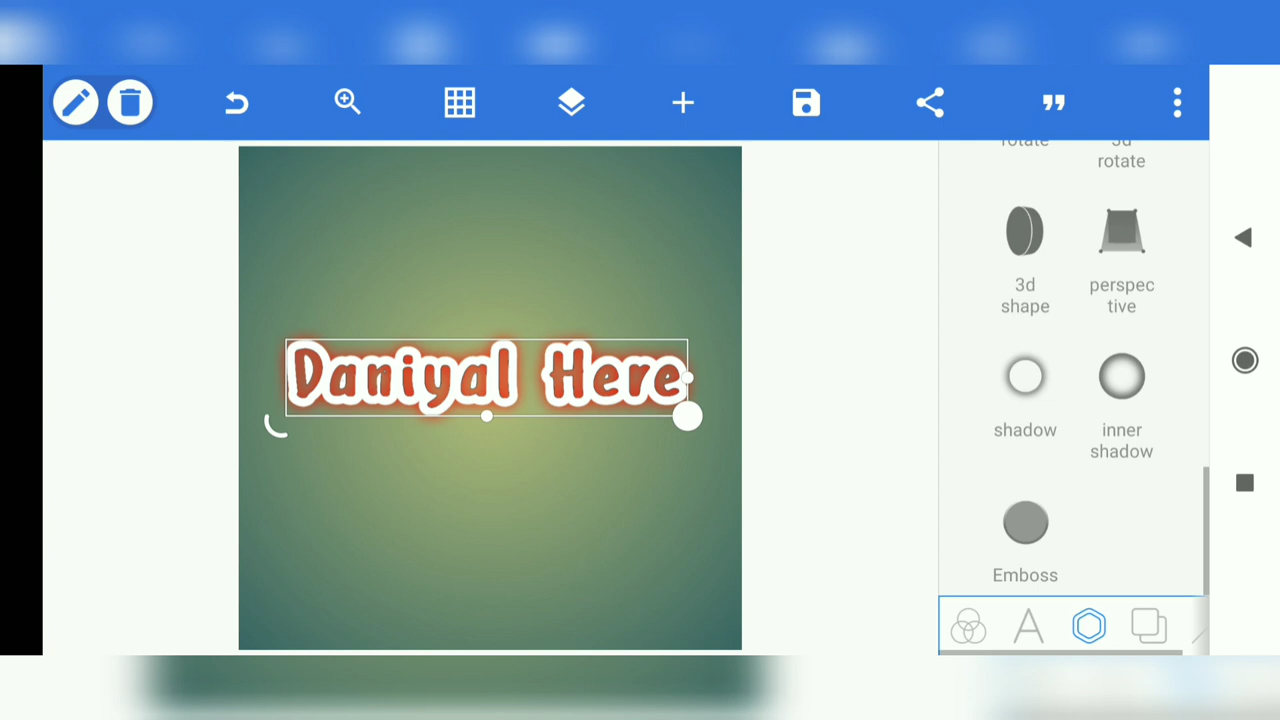 rotate
3d
rotate
3d
shape
perspec
tive
Daniyal Here
shadow
inner
shadow
Emboss